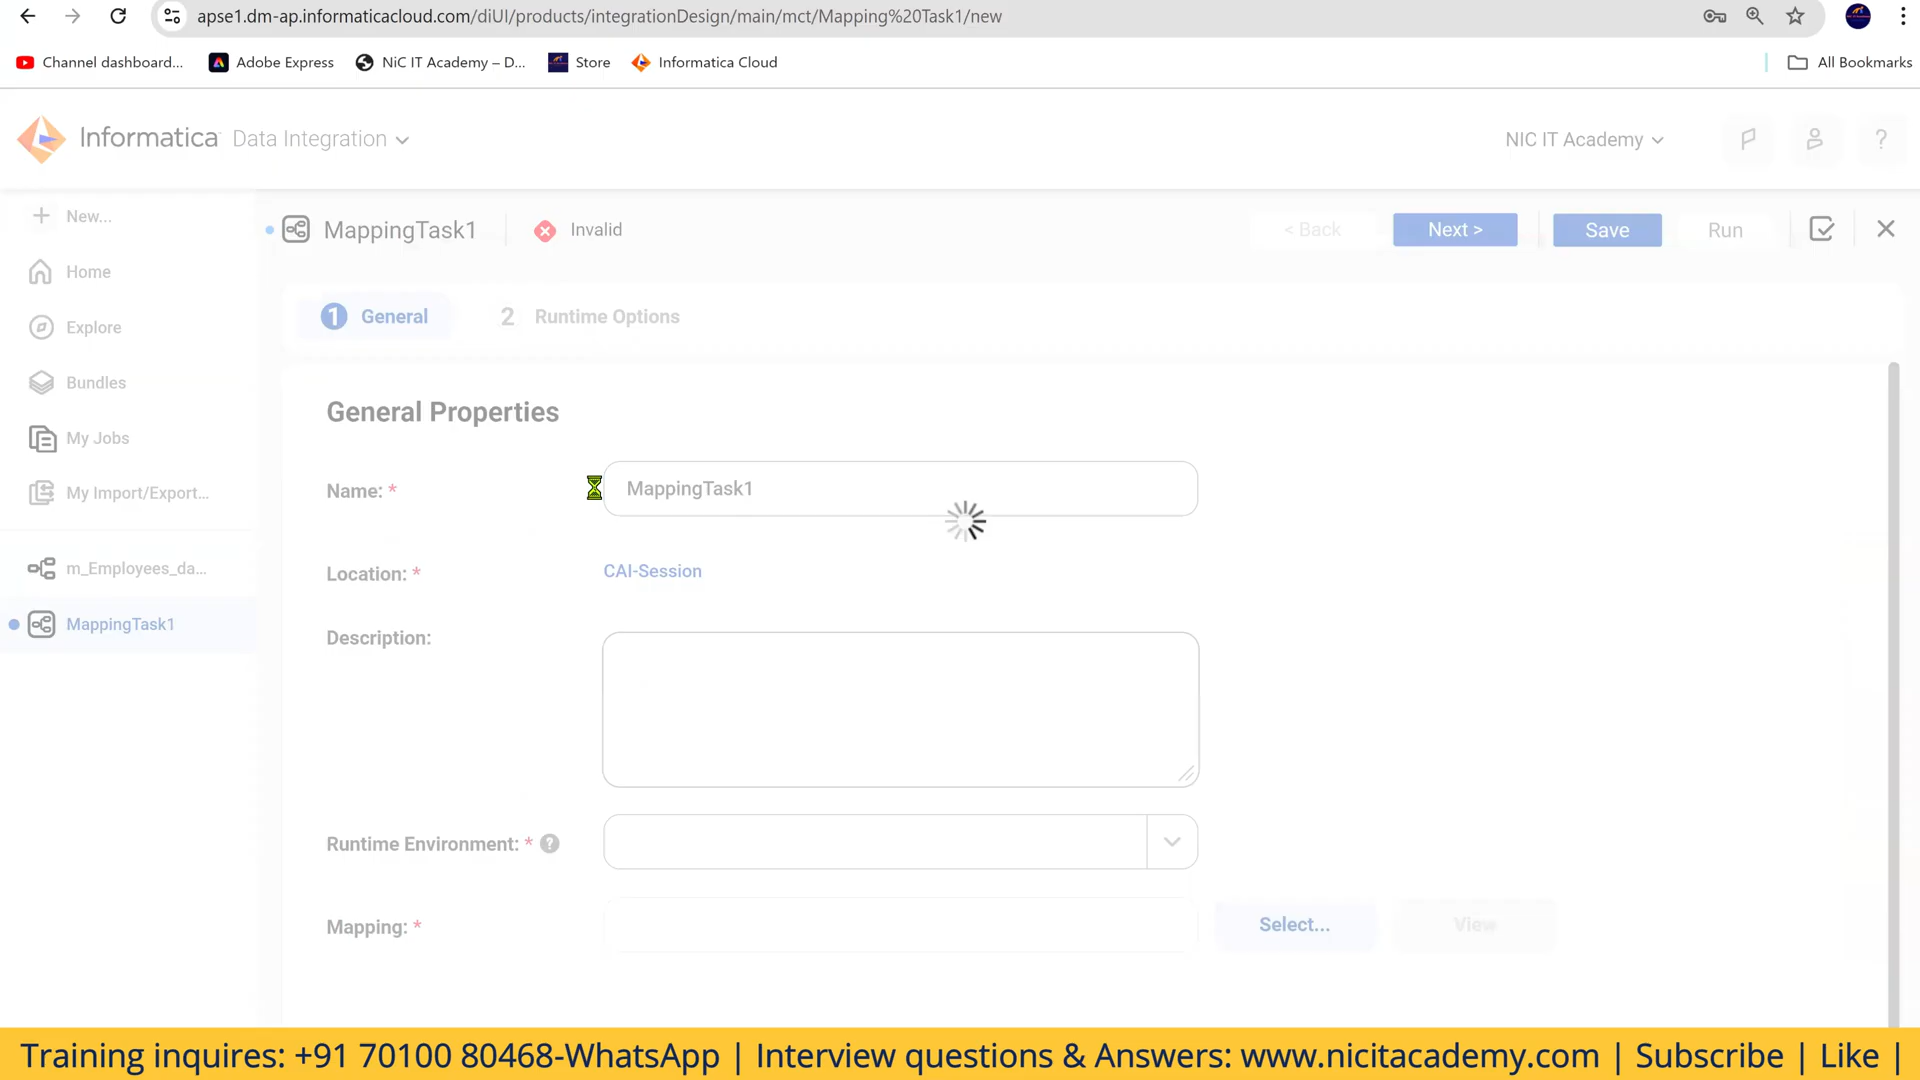 apse1.dm-ap.informaticacloud.com/diUI/products/integrationDesign/main/mct/Mapping%20Task1/new
Channel dashboard...
Adobe Express
NiC IT Academy – D...
Store
Informatica Cloud
All Bookmarks
Informatica Data Integration
NIC IT Academy
?
New...
MappingTask1
Invalid
< Back
Next >
Save
Run
Home
Explore
Bundles
My Jobs
My Import/Export...
m_Employees_da...
MappingTask1
1 General
2 Runtime Options
General Properties
Name: *
MappingTask1
Location: *
CAI-Session
Description:
Runtime Environment: * ?
Mapping: *
Select...
View
Training inquires: +91 70100 80468-WhatsApp | Interview questions & Answers: www.nicitacademy.com | Subscribe | Like |